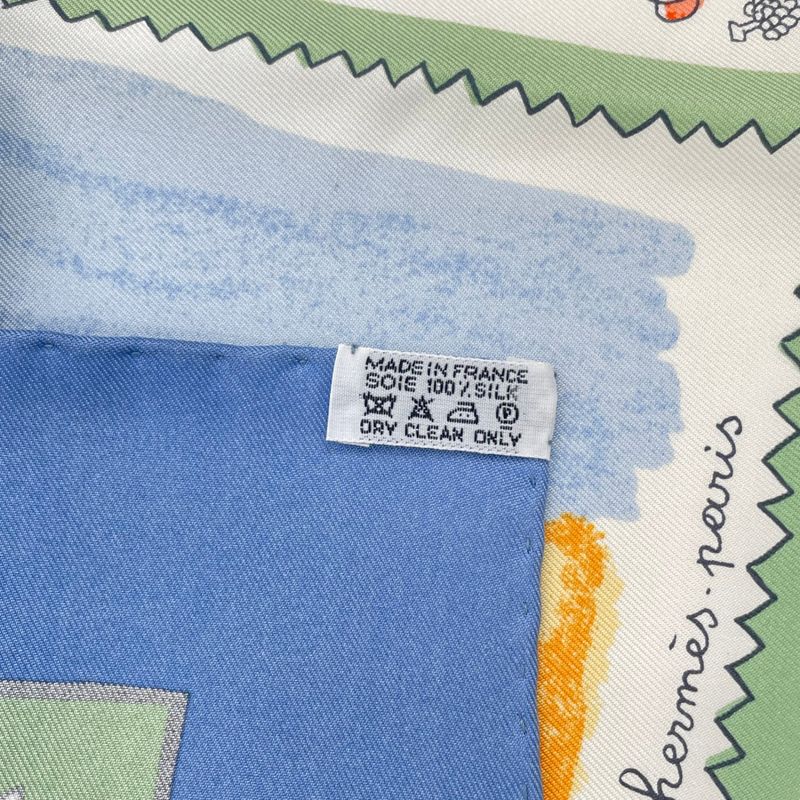 MADE IN FRANCE
SOIE 100% SILK
P
DRY CLEAN ONLY
hermès·paris